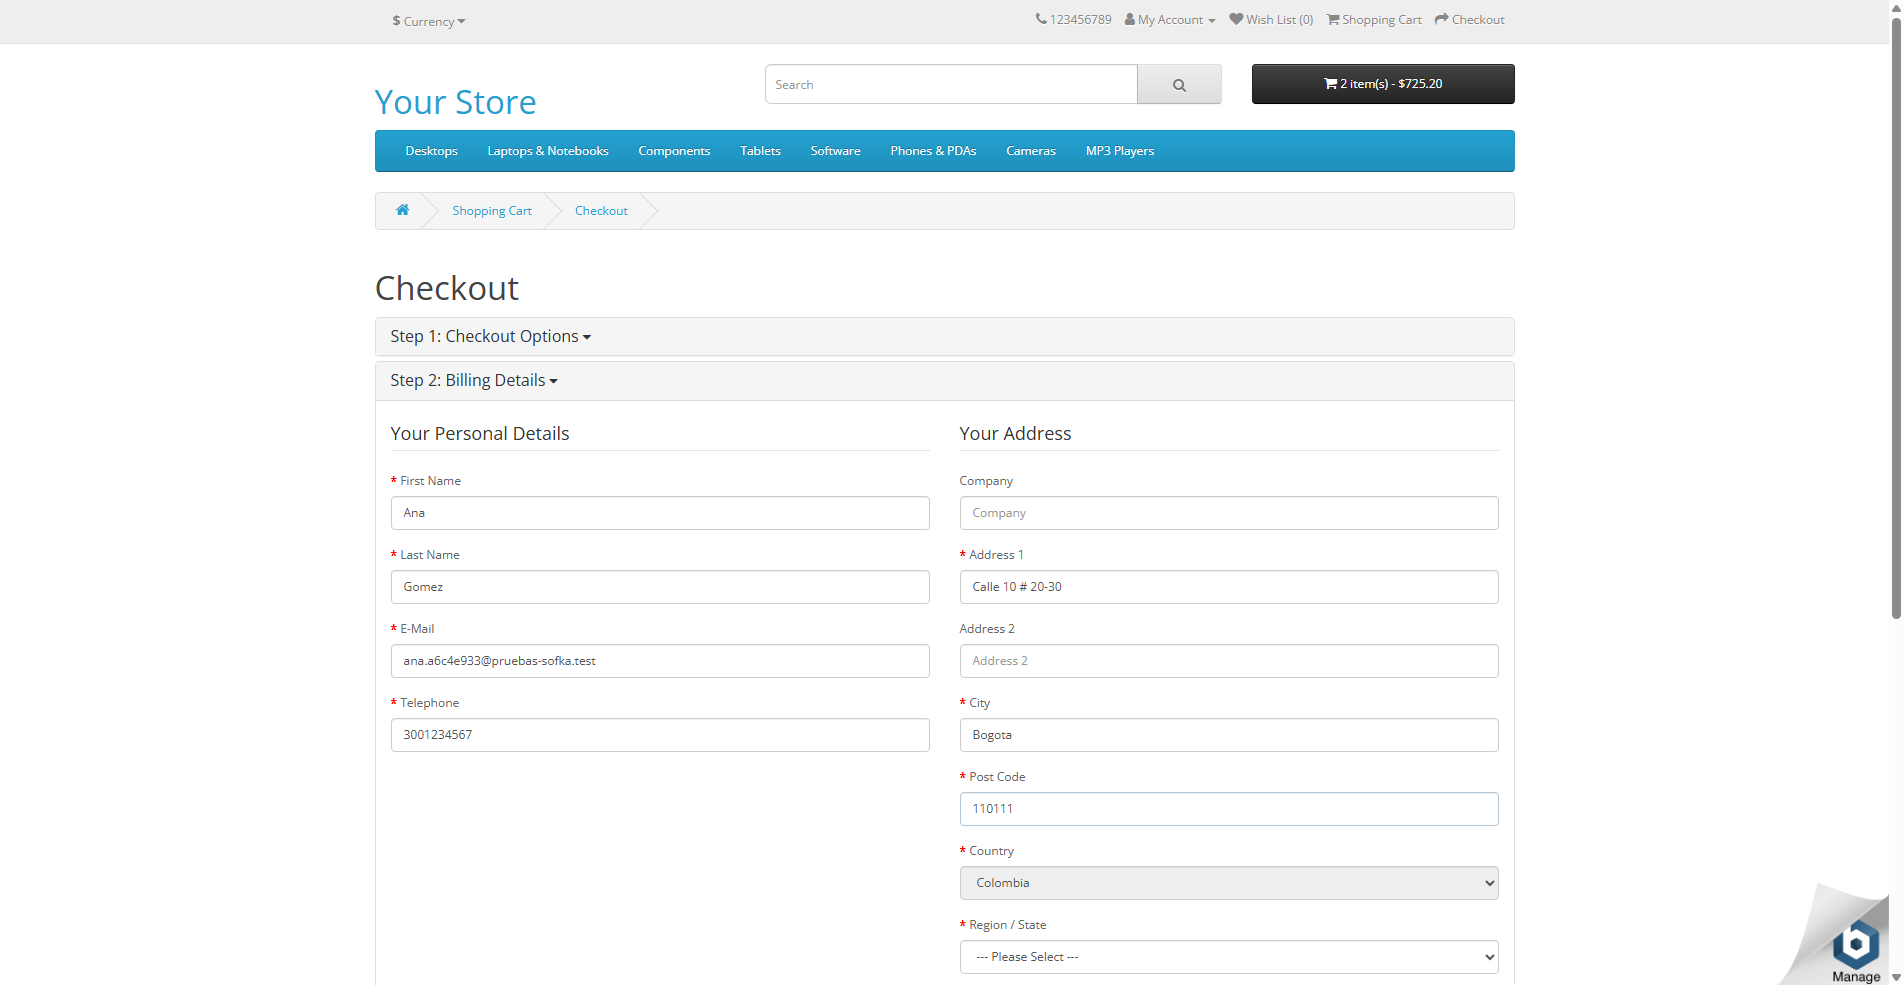 $ Currency
123456789 My Account Wish List (0) Shopping Cart Checkout
Your Store
Search
2 item(s) - $725.20
Desktops Laptops & Notebooks Components Tablets Software Phones & PDAs Cameras MP3 Players
Shopping Cart Checkout
Checkout
Step 1: Checkout Options
Step 2: Billing Details
Your Personal Details
* First Name
Ana
* Last Name
Gomez
* E-Mail
ana.a6c4e933@pruebas-sofka.test
* Telephone
3001234567
Your Address
Company
Company
* Address 1
Calle 10 # 20-30
Address 2
Address 2
* City
Bogota
* Post Code
110111
* Country
Colombia
* Region / State
--- Please Select ---
b
Manage